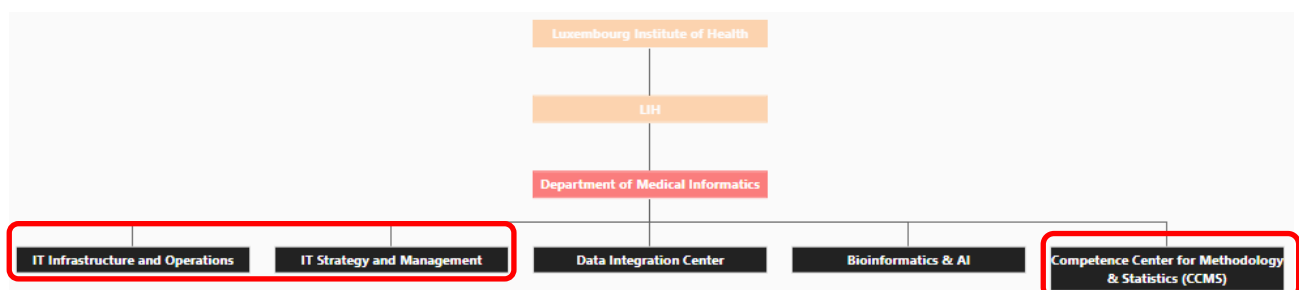 Luxembourg Institute of Health
LIH
Department of Medical Informatics
IT Infrastructure and Operations
IT Strategy and Management
Data Integration Center
Bioinformatics & AI
Competence Center for Methodology
& Statistics (CCMS)